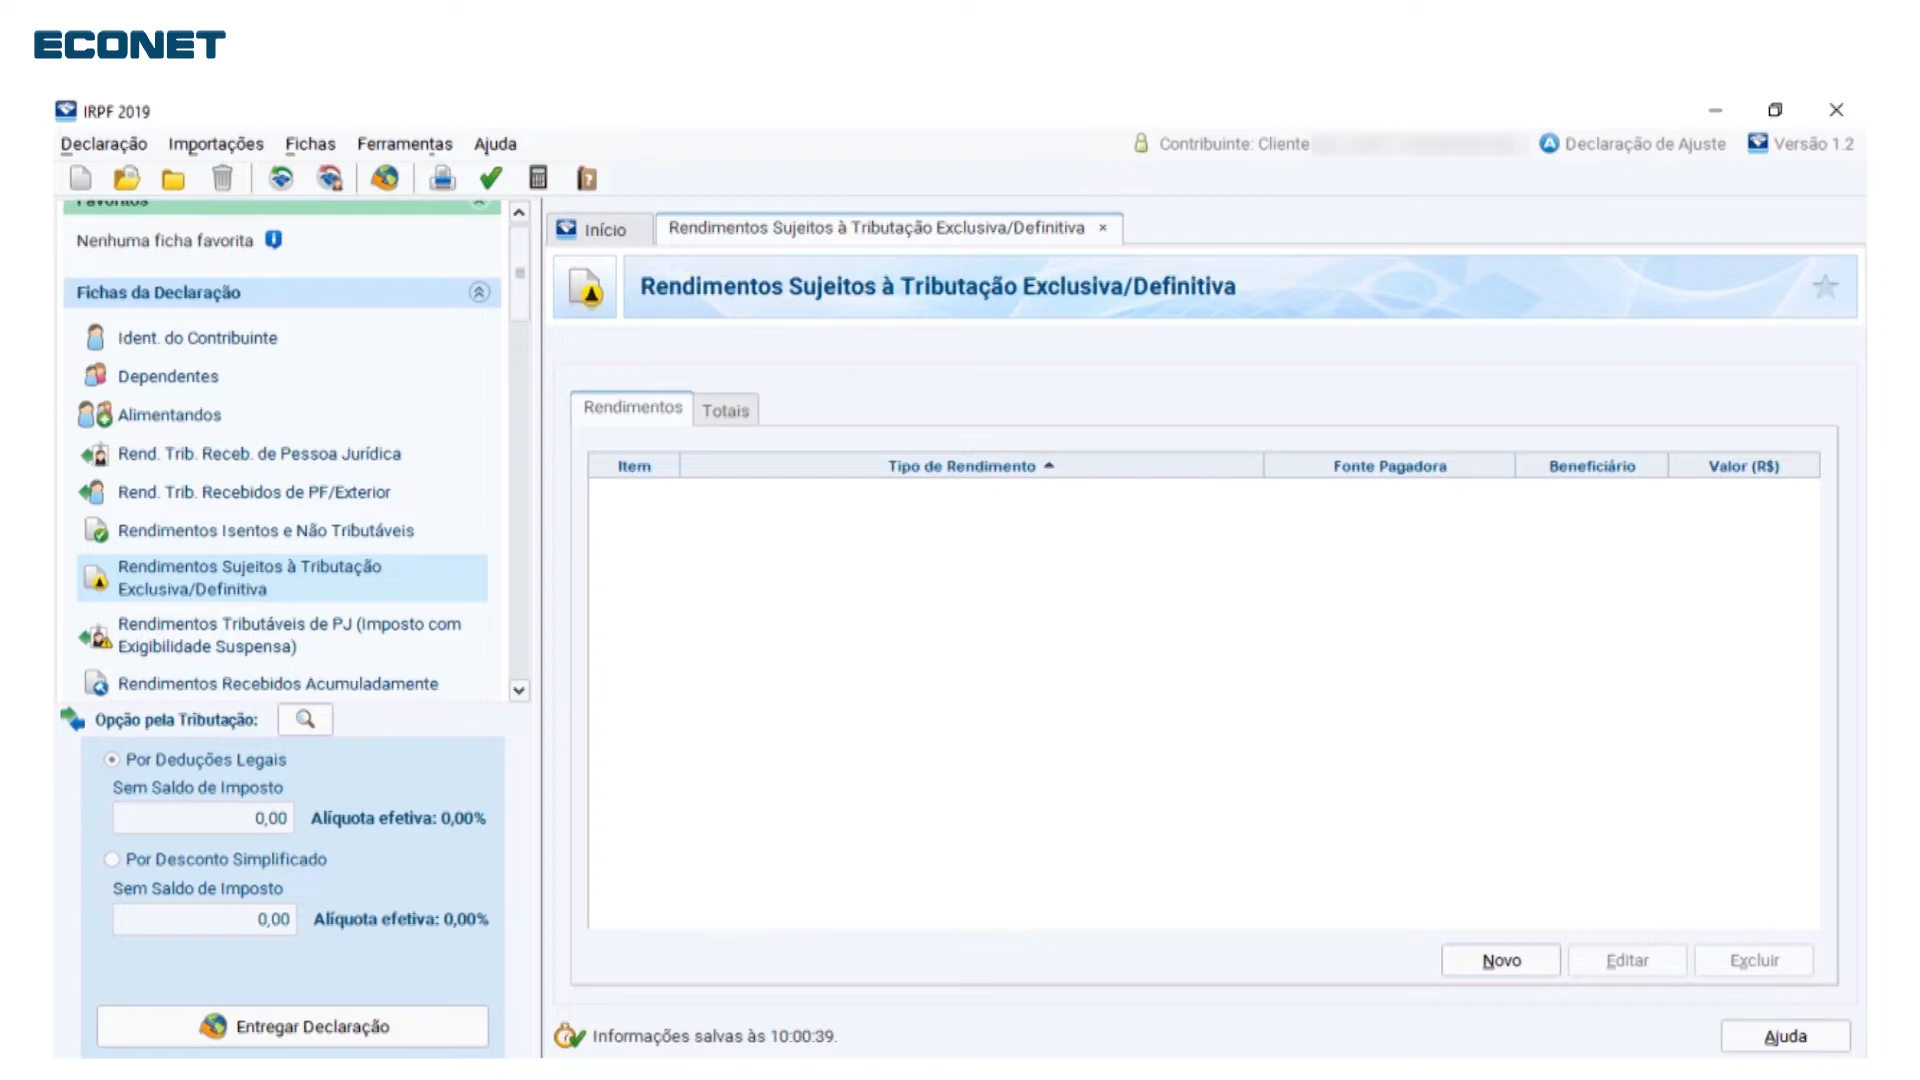 ECONET
IRPF 2019
Declaração Importações Fichas Ferramentas Ajuda
Contribuinte: Cliente
Declaração de Ajuste
Versão 1.2
Favoritos
Nenhuma ficha favorita
Fichas da Declaração
Ident. do Contribuinte
Dependentes
Alimentandos
Rend. Trib. Receb. de Pessoa Jurídica
Rend. Trib. Recebidos de PF/Exterior
Rendimentos Isentos e Não Tributáveis
Rendimentos Sujeitos à Tributação
Exclusiva/Definitiva
Rendimentos Tributáveis de PJ (Imposto com
Exigibilidade Suspensa)
Rendimentos Recebidos Acumuladamente
Opção pela Tributação:
Por Deduções Legais
Sem Saldo de Imposto
0,00 Alíquota efetiva: 0,00%
Por Desconto Simplificado
Sem Saldo de Imposto
0,00 Alíquota efetiva: 0,00%
Entregar Declaração
Início
Rendimentos Sujeitos à Tributação Exclusiva/Definitiva ×
Rendimentos Sujeitos à Tributação Exclusiva/Definitiva
Rendimentos Totais
Item Tipo de Rendimento Fonte Pagadora Beneficiário Valor (R$)
Novo Editar Excluir
Informações salvas às 10:00:39.
Ajuda